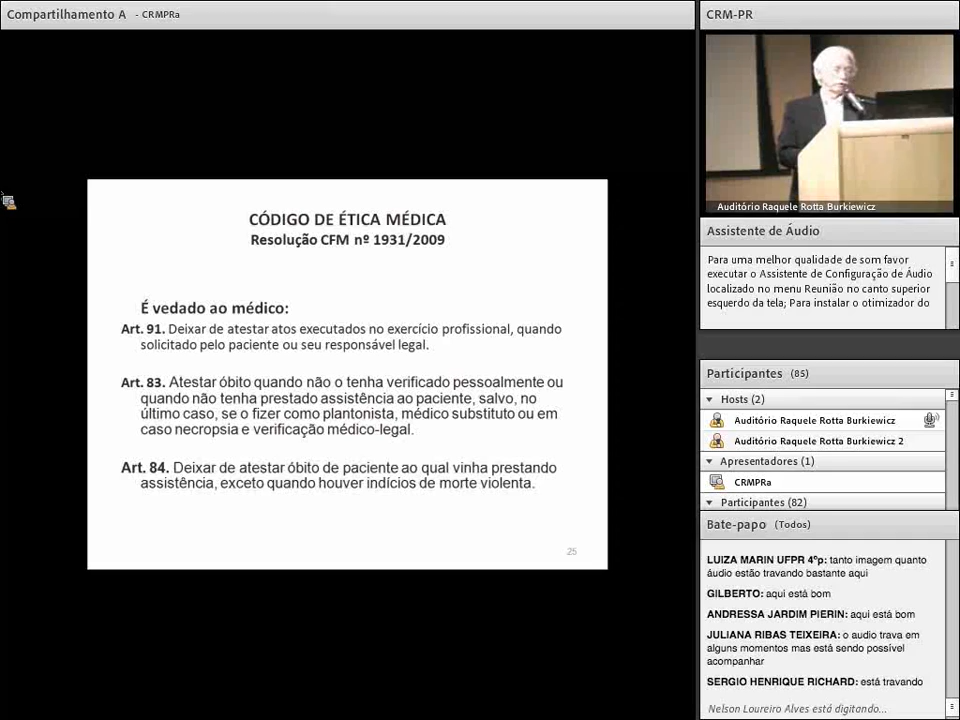 Compartilhamento A - CRMPRa
CÓDIGO DE ÉTICA MÉDICA
Resolução CFM nº 1931/2009
É vedado ao médico:
Art. 91. Deixar de atestar atos executados no exercício profissional, quando
solicitado pelo paciente ou seu responsável legal.
Art. 83. Atestar óbito quando não o tenha verificado pessoalmente ou
quando não tenha prestado assistência ao paciente, salvo, no
último caso, se o fizer como plantonista, médico substituto ou em
caso necropsia e verificação médico-legal.
Art. 84. Deixar de atestar óbito de paciente ao qual vinha prestando
assistência, exceto quando houver indícios de morte violenta.
25
CRM-PR
Auditório Raquele Rotta Burkiewicz
Assistente de Áudio
Para uma melhor qualidade de som favor
executar o Assistente de Configuração de Áudio
localizado no menu Reunião no canto superior
esquerdo da tela; Para instalar o otimizador do
Participantes (85)
Hosts (2)
Auditório Raquele Rotta Burkiewicz
Auditório Raquele Rotta Burkiewicz 2
Apresentadores (1)
CRMPRa
Participantes (82)
Bate-papo (Todos)
LUIZA MARIN UFPR 4ºp: tanto imagem quanto
áudio estão travando bastante aqui
GILBERTO: aqui está bom
ANDRESSA JARDIM PIERIN: aqui está bom
JULIANA RIBAS TEIXEIRA: o audio trava em
alguns momentos mas está sendo possível
acompanhar
SERGIO HENRIQUE RICHARD: está travando
Nelson Loureiro Alves está digitando...